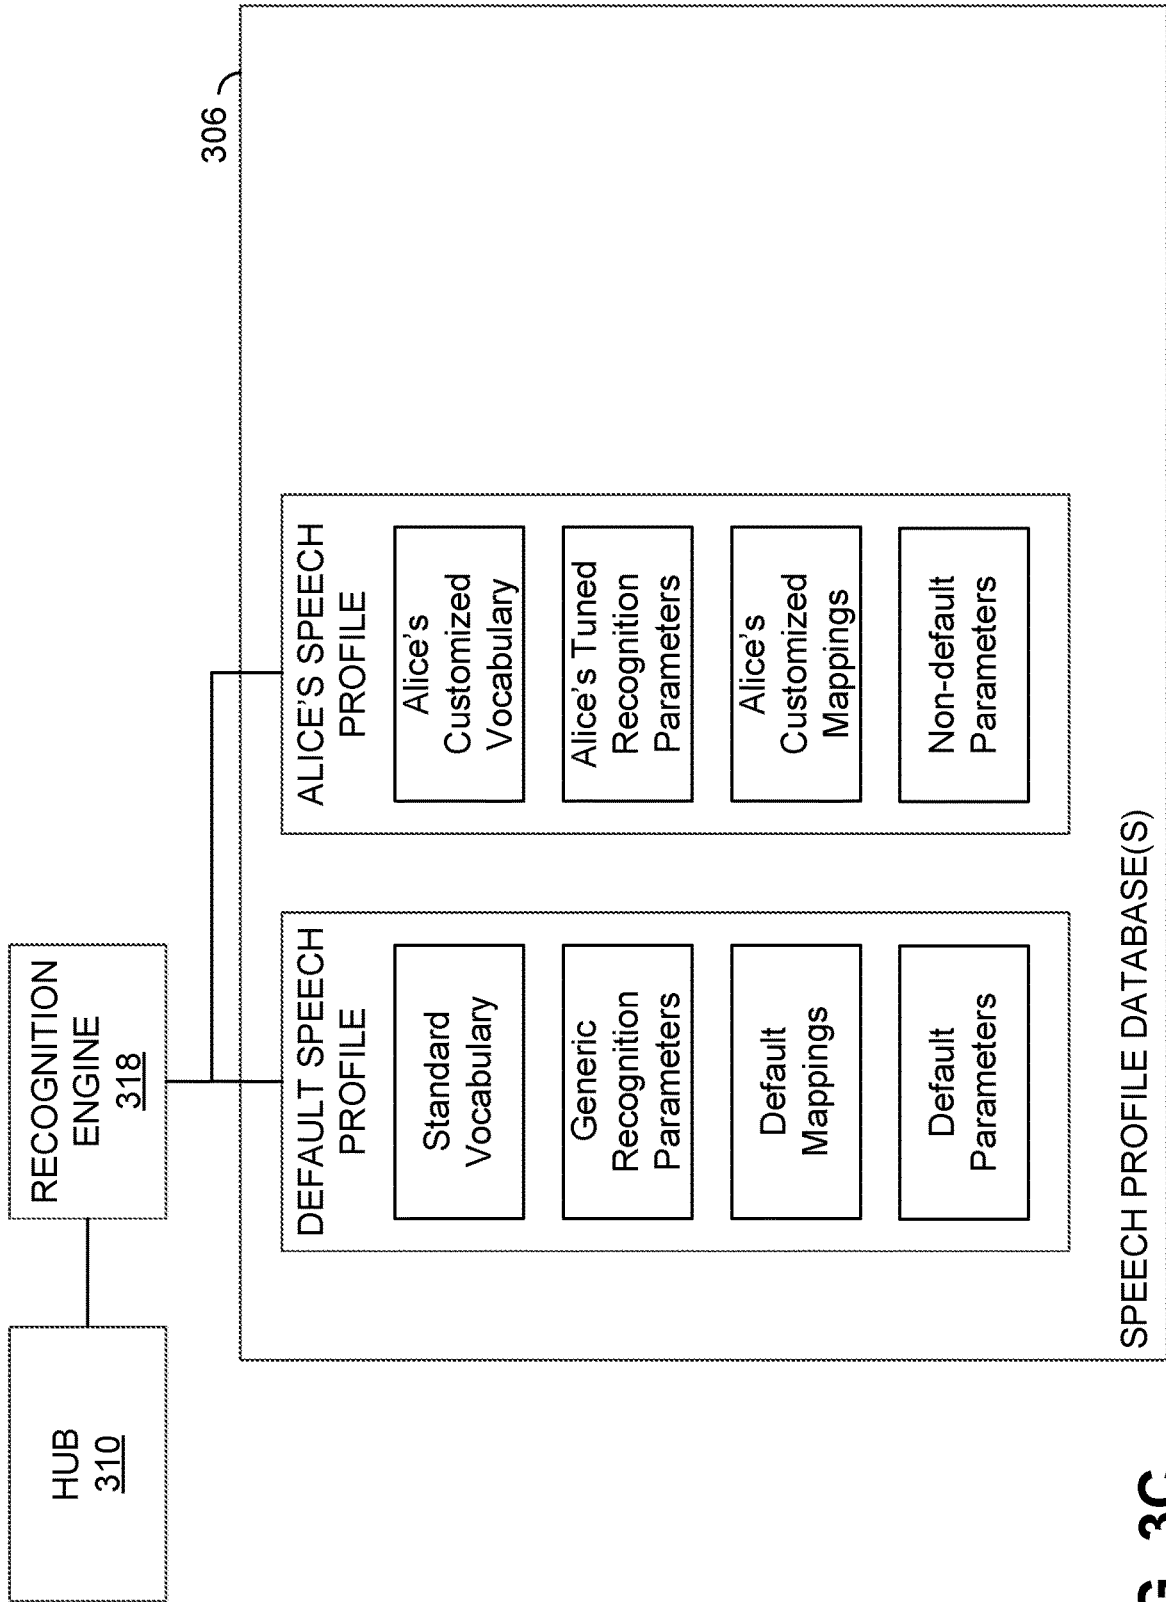 HUB
310
RECOGNITION
ENGINE
318
306
DEFAULT SPEECH
PROFILE
Standard
Vocabulary
Generic
Recognition
Parameters
Default
Mappings
Default
Parameters
ALICE'S SPEECH
PROFILE
Alice's
Customized
Vocabulary
Alice's Tuned
Recognition
Parameters
Alice's
Customized
Mappings
Non-default
Parameters
SPEECH PROFILE DATABASE(S)
G. 3C